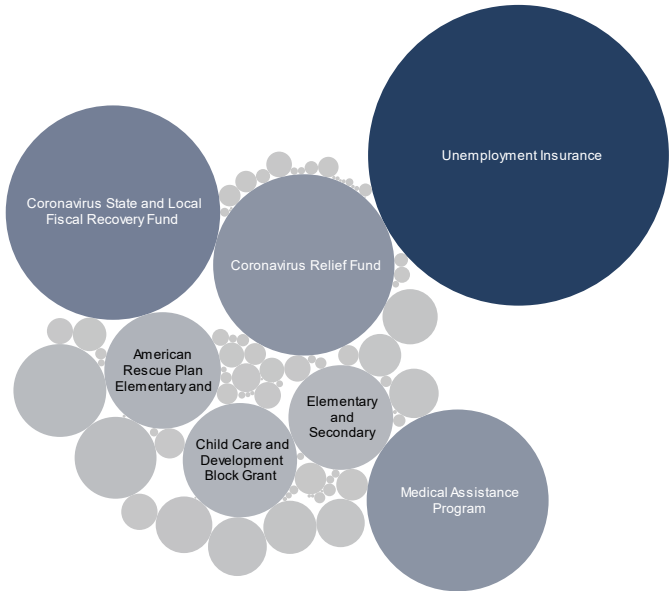 Unemployment Insurance
Coronavirus State and Local
Fiscal Recovery Fund
Coronavirus Relief Fund
American
Rescue Plan
Elementary and
Elementary
and
Secondary
Child Care and
Development
Block Grant
Medical Assistance
Program